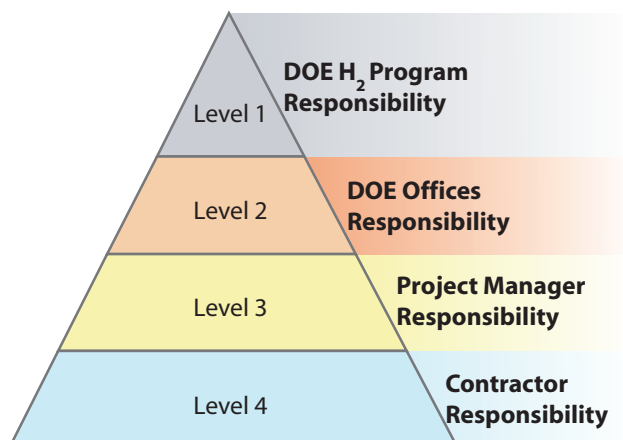 DOE H₂ Program
Responsibility
Level 1
DOE Offices
Responsibility
Level 2
Project Manager
Responsibility
Level 3
Contractor
Responsibility
Level 4